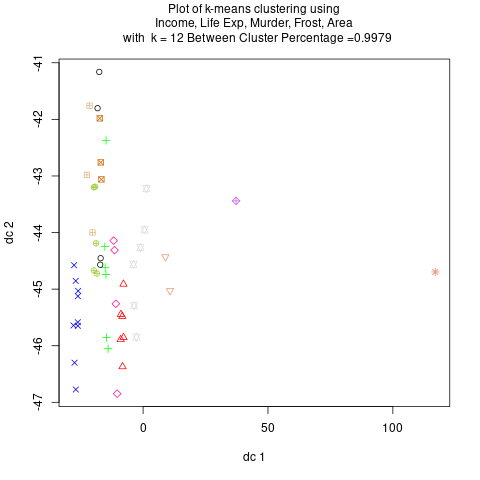 Plot of k-means clustering using
Income, Life Exp, Murder, Frost, Area
with k = 12 Between Cluster Percentage =0.9979
-41
-42
-43
-44
-45
-46
-47
dc 2
0
50
100
dc 1